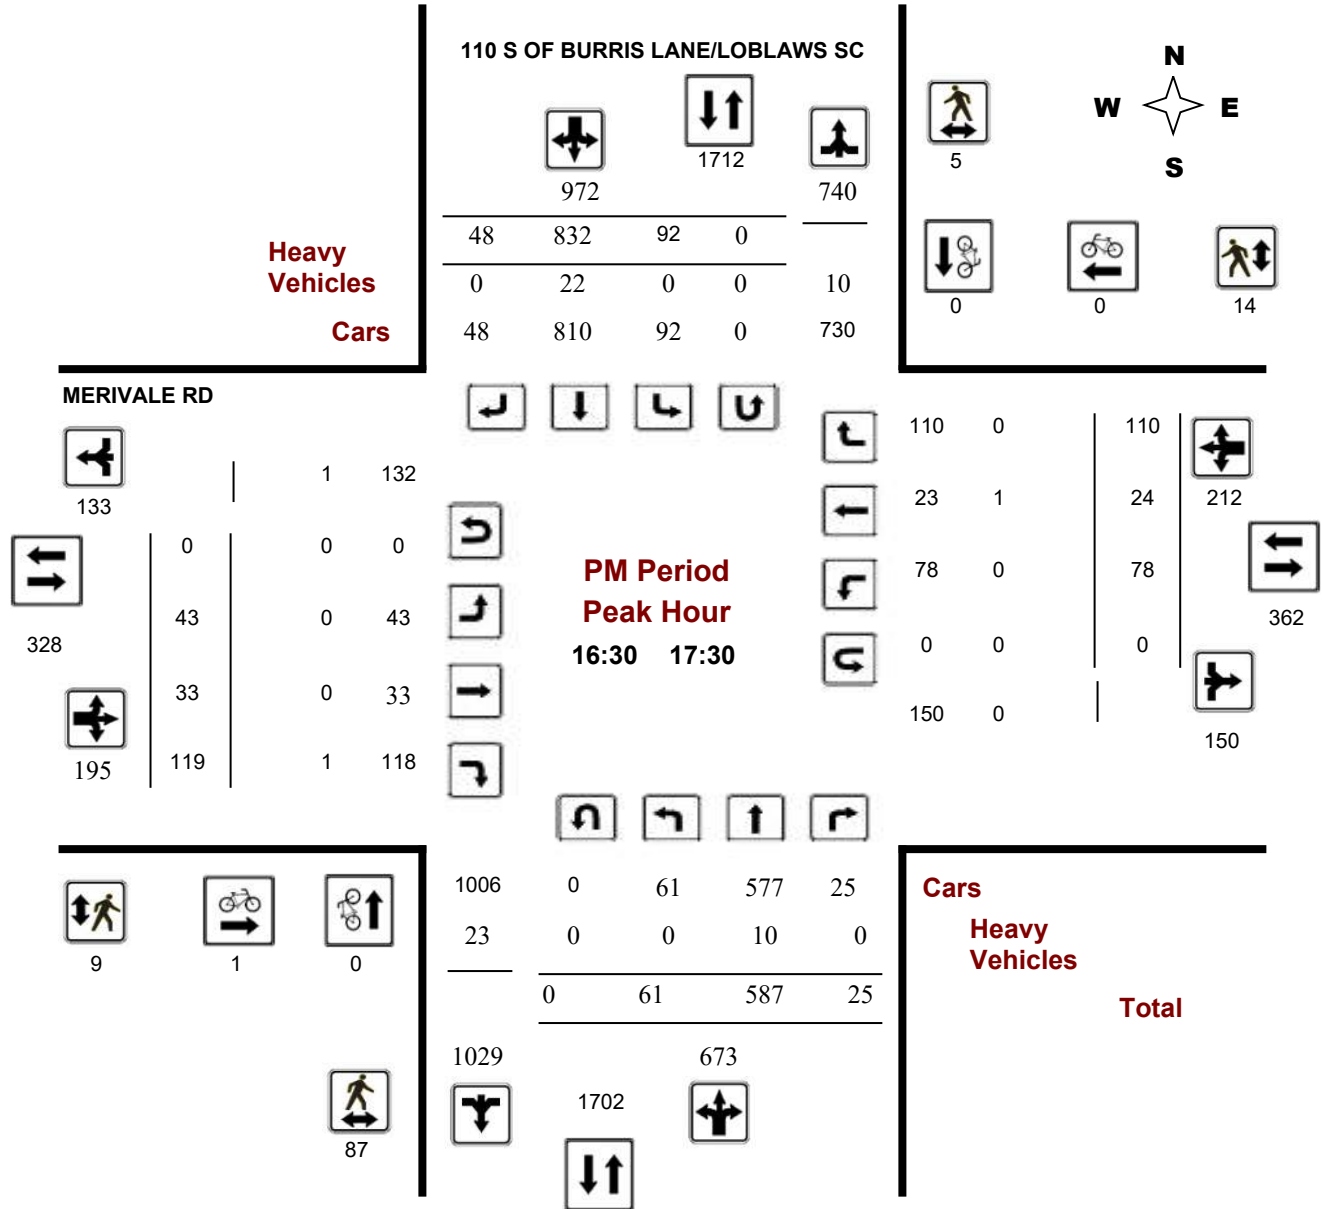 110 S OF BURRIS LANE/LOBLAWS SC
N
W E
S
1712
5
972 740
48 832 92 0
Heavy
Vehicles
0 22 0 0 10
0 0 14
Cars
48 810 92 0 730
MERIVALE RD
110 0 110
1 132
133
23 1 24 212
0 0 0
PM Period
Peak Hour
16:30 17:30
78 0 78
43 0 43
328
362
0 0 0
33 0 33
150 0
150
195
119 1 118
1006 0 61 577 25
Cars
23 0 0 10 0
Heavy
Vehicles
9 1 0
0 61 587 25
Total
1029 673
1702
87